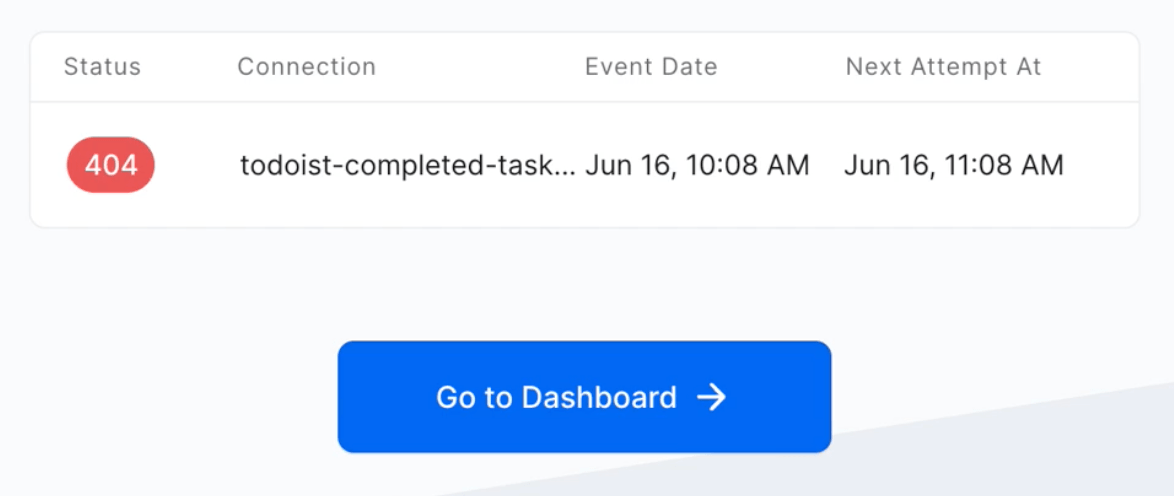 Status Connection Event Date Next Attempt At
404 todoist-completed-task... Jun 16, 10:08 AM Jun 16, 11:08 AM
Go to Dashboard →